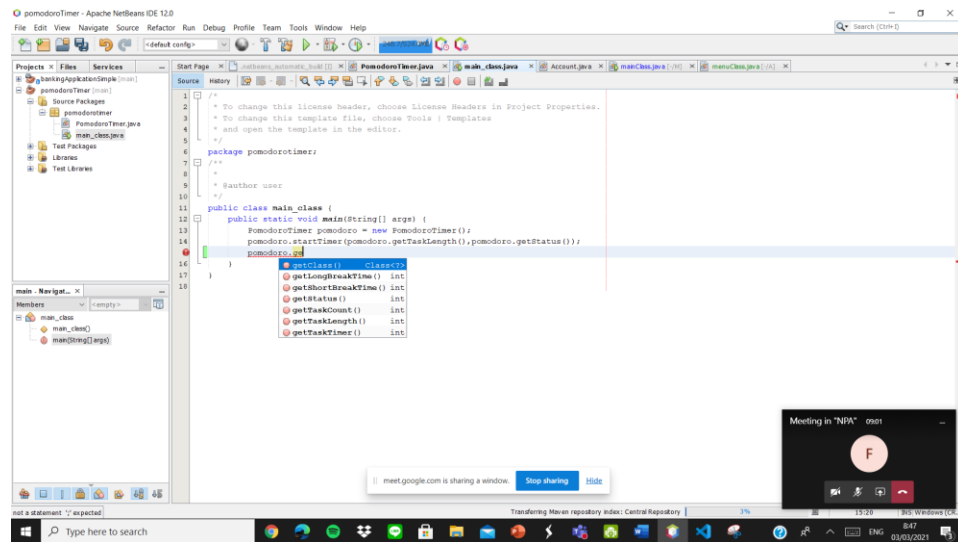 pomodoroTimer - Apache NetBeans IDE 12.0
File Edit View Navigate Source Refactor Run Debug Profile Team Tools Window Help
Search (Ctrl+I)
<default config>
Projects Files Services
Start Page PomodoroTimer.java main_class.java Account.java mainClass.java [-/M] menuClass.java [-/A]
Source History
bankingApplicationSimple [main]
pomodoroTimer [main]
Source Packages
pomodorotimer
PomodoroTimer.java
main_class.java
Test Packages
Libraries
Test Libraries
1 /*
2 * To change this license header, choose License Headers in Project Properties.
3 * To change this template file, choose Tools | Templates
4 * and open the template in the editor.
5 */
6 package pomodorotimer;
7 /**
8 *
9 * @author user
10 */
11 public class main_class {
12 public static void main(String[] args) {
13 PomodoroTimer pomodoro = new PomodoroTimer();
14 pomodoro.startTimer(pomodoro.getTaskLength(),pomodoro.getStatus());
pomodoro.ge
16 }
17 }
18
getClass() Class<?>
getLongBreakTime() int
getShortBreakTime() int
getStatus() int
getTaskCount() int
getTaskLength() int
getTaskTimer() int
main - Navigat...
Members <empty>
main_class
main_class()
main(String[] args)
Meeting in "NPA" 09:01
F
meet.google.com is sharing a window. Stop sharing Hide
not a statement ';' expected
Transferring Maven repository index: Central Repository 3% 15:20 INS Windows (CR
Type here to search
ENG
8:47
03/03/2021